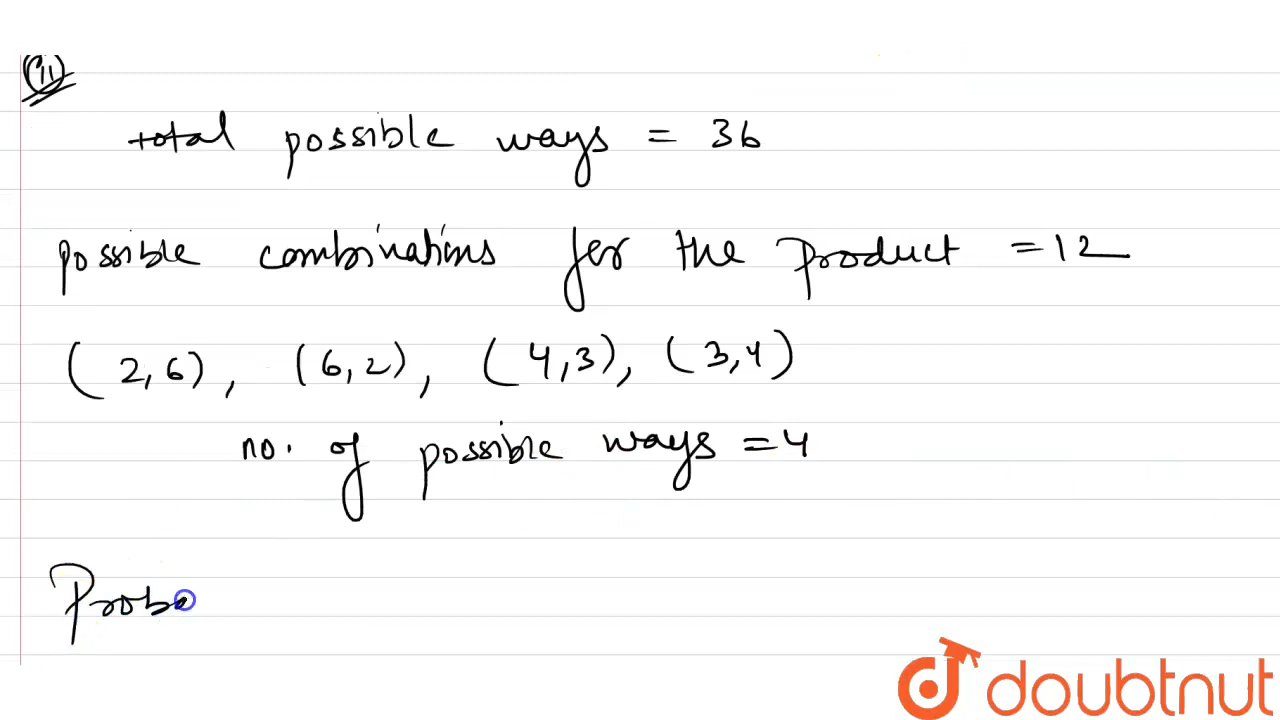 (11)
total possible ways = 36
possible combinations for the product = 12
(2,6), (6,2), (4,3), (3,4)
no. of possible ways = 4
Proba
doubtnut